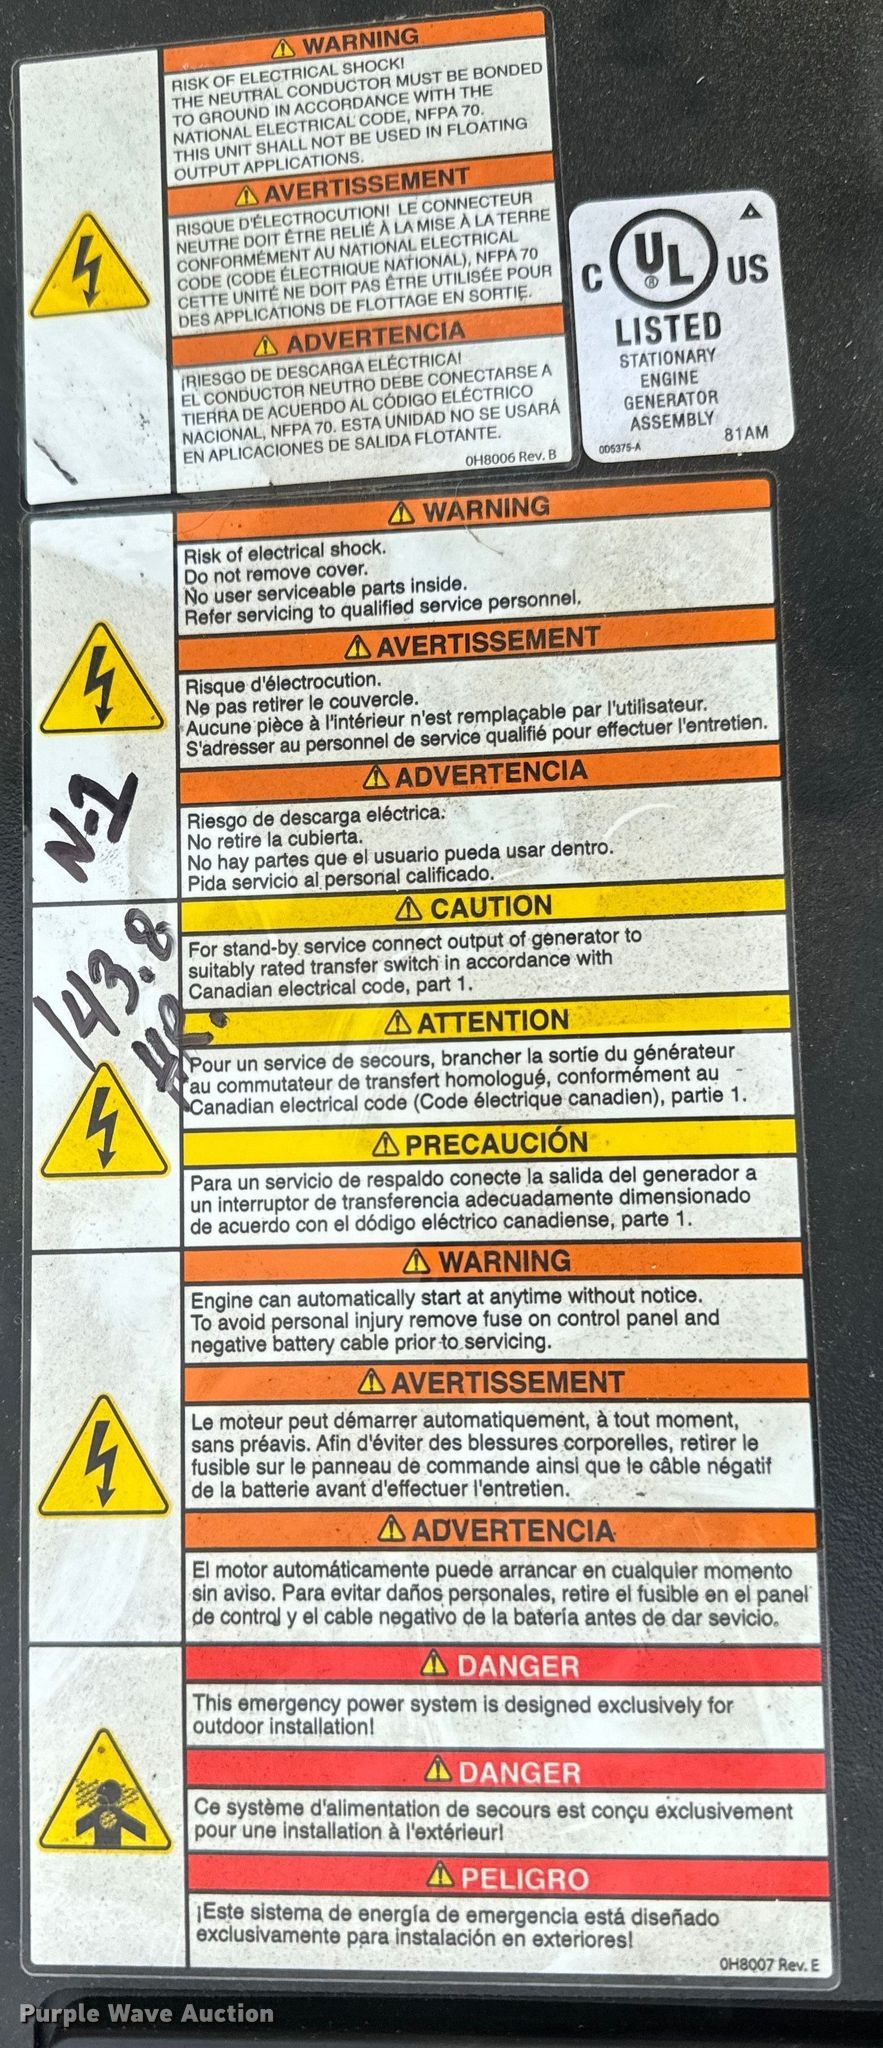 WARNING
RISK OF ELECTRICAL SHOCK!
THE NEUTRAL CONDUCTOR MUST BE BONDED
TO GROUND IN ACCORDANCE WITH THE
NATIONAL ELECTRICAL CODE, NFPA 70.
THIS UNIT SHALL NOT BE USED IN FLOATING
OUTPUT APPLICATIONS.
AVERTISSEMENT
RISQUE D'ÉLECTROCUTION! LE CONNECTEUR
NEUTRE DOIT ÊTRE RELIÉ À LA MISE À LA TERRE
CONFORMÉMENT AU NATIONAL ELECTRICAL
CODE (CODE ÉLECTRIQUE NATIONAL), NFPA 70
CETTE UNITÉ NE DOIT PAS ÊTRE UTILISÉE POUR
DES APPLICATIONS DE FLOTTAGE EN SORTIE.
ADVERTENCIA
¡RIESGO DE DESCARGA ELÉCTRICA!
EL CONDUCTOR NEUTRO DEBE CONECTARSE A
TIERRA DE ACUERDO AL CÓDIGO ELÉCTRICO
NACIONAL, NFPA 70. ESTA UNIDAD NO SE USARÁ
EN APLICACIONES DE SALIDA FLOTANTE.
0H8006 Rev. B
C UL ® US
LISTED
STATIONARY
ENGINE
GENERATOR
ASSEMBLY
81AM
0D5375-A
WARNING
Risk of electrical shock.
Do not remove cover.
No user serviceable parts inside.
Refer servicing to qualified service personnel.
AVERTISSEMENT
Risque d'électrocution.
Ne pas retirer le couvercle.
Aucune pièce à l'intérieur n'est remplaçable par l'utilisateur.
S'adresser au personnel de service qualifié pour effectuer l'entretien.
ADVERTENCIA
Riesgo de descarga eléctrica.
No retire la cubierta.
No hay partes que el usuario pueda usar dentro.
Pida servicio al personal calificado.
N-1
143.8
HR.
CAUTION
For stand-by service connect output of generator to
suitably rated transfer switch in accordance with
Canadian electrical code, part 1.
ATTENTION
Pour un service de secours, brancher la sortie du générateur
au commutateur de transfert homologué, conformément au
Canadian electrical code (Code électrique canadien), partie 1.
PRECAUCIÓN
Para un servicio de respaldo conecte la salida del generador a
un interruptor de transferencia adecuadamente dimensionado
de acuerdo con el dódigo eléctrico canadiense, parte 1.
WARNING
Engine can automatically start at anytime without notice.
To avoid personal injury remove fuse on control panel and
negative battery cable prior to servicing.
AVERTISSEMENT
Le moteur peut démarrer automatiquement, à tout moment,
sans préavis. Afin d'éviter des blessures corporelles, retirer le
fusible sur le panneau de commande ainsi que le câble négatif
de la batterie avant d'effectuer l'entretien.
ADVERTENCIA
El motor automáticamente puede arrancar en cualquier momento
sin aviso. Para evitar daños personales, retire el fusible en el panel
de control y el cable negativo de la batería antes de dar sevicio.
DANGER
This emergency power system is designed exclusively for
outdoor installation!
DANGER
Ce système d'alimentation de secours est conçu exclusivement
pour une installation à l'extérieur!
PELIGRO
¡Este sistema de energía de emergencia está diseñado
exclusivamente para instalación en exteriores!
0H8007 Rev. E
Purple Wave Auction